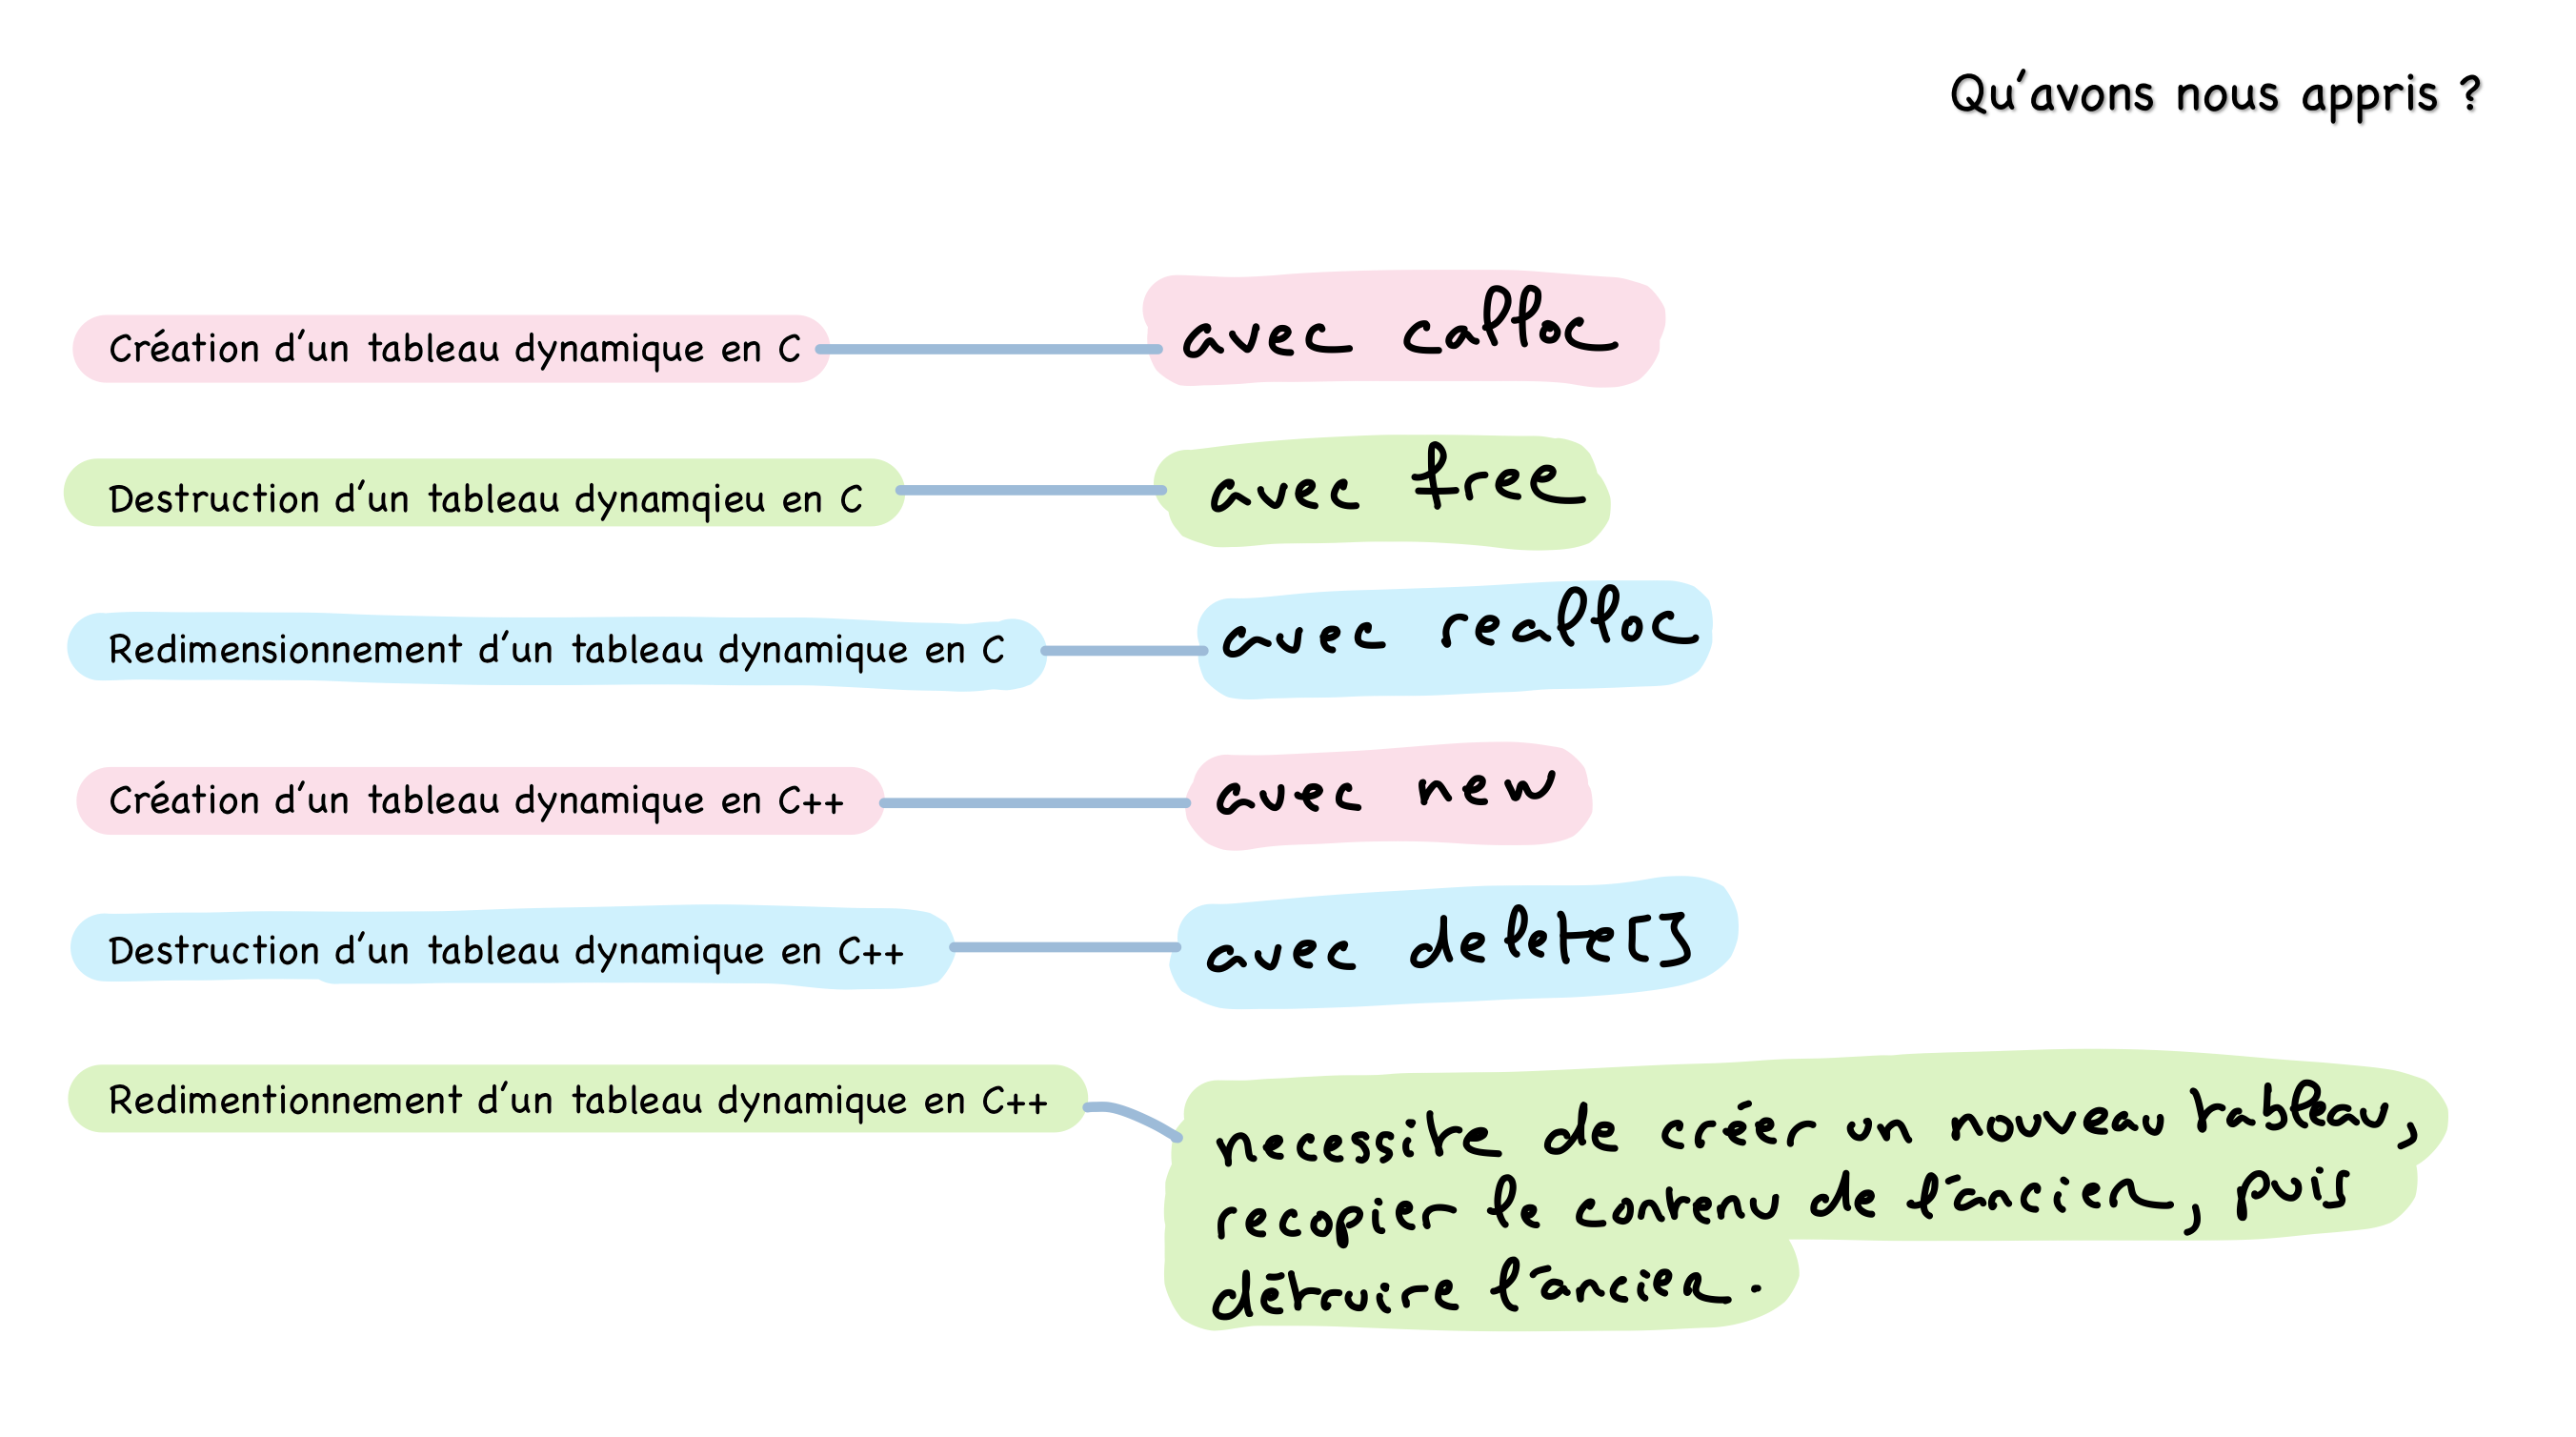 Qu'avons nous appris ?
Création d'un tableau dynamique en C
avec calloc
Destruction d'un tableau dynamqieu en C
avec free
Redimensionnement d'un tableau dynamique en C
avec realloc
Création d'un tableau dynamique en C++
avec new
Destruction d'un tableau dynamique en C++
avec delete[]
Redimentionnement d'un tableau dynamique en C++
necessite de créer un nouveau tableau,
recopier le contenu de l'ancien, puis
détruire l'ancien.